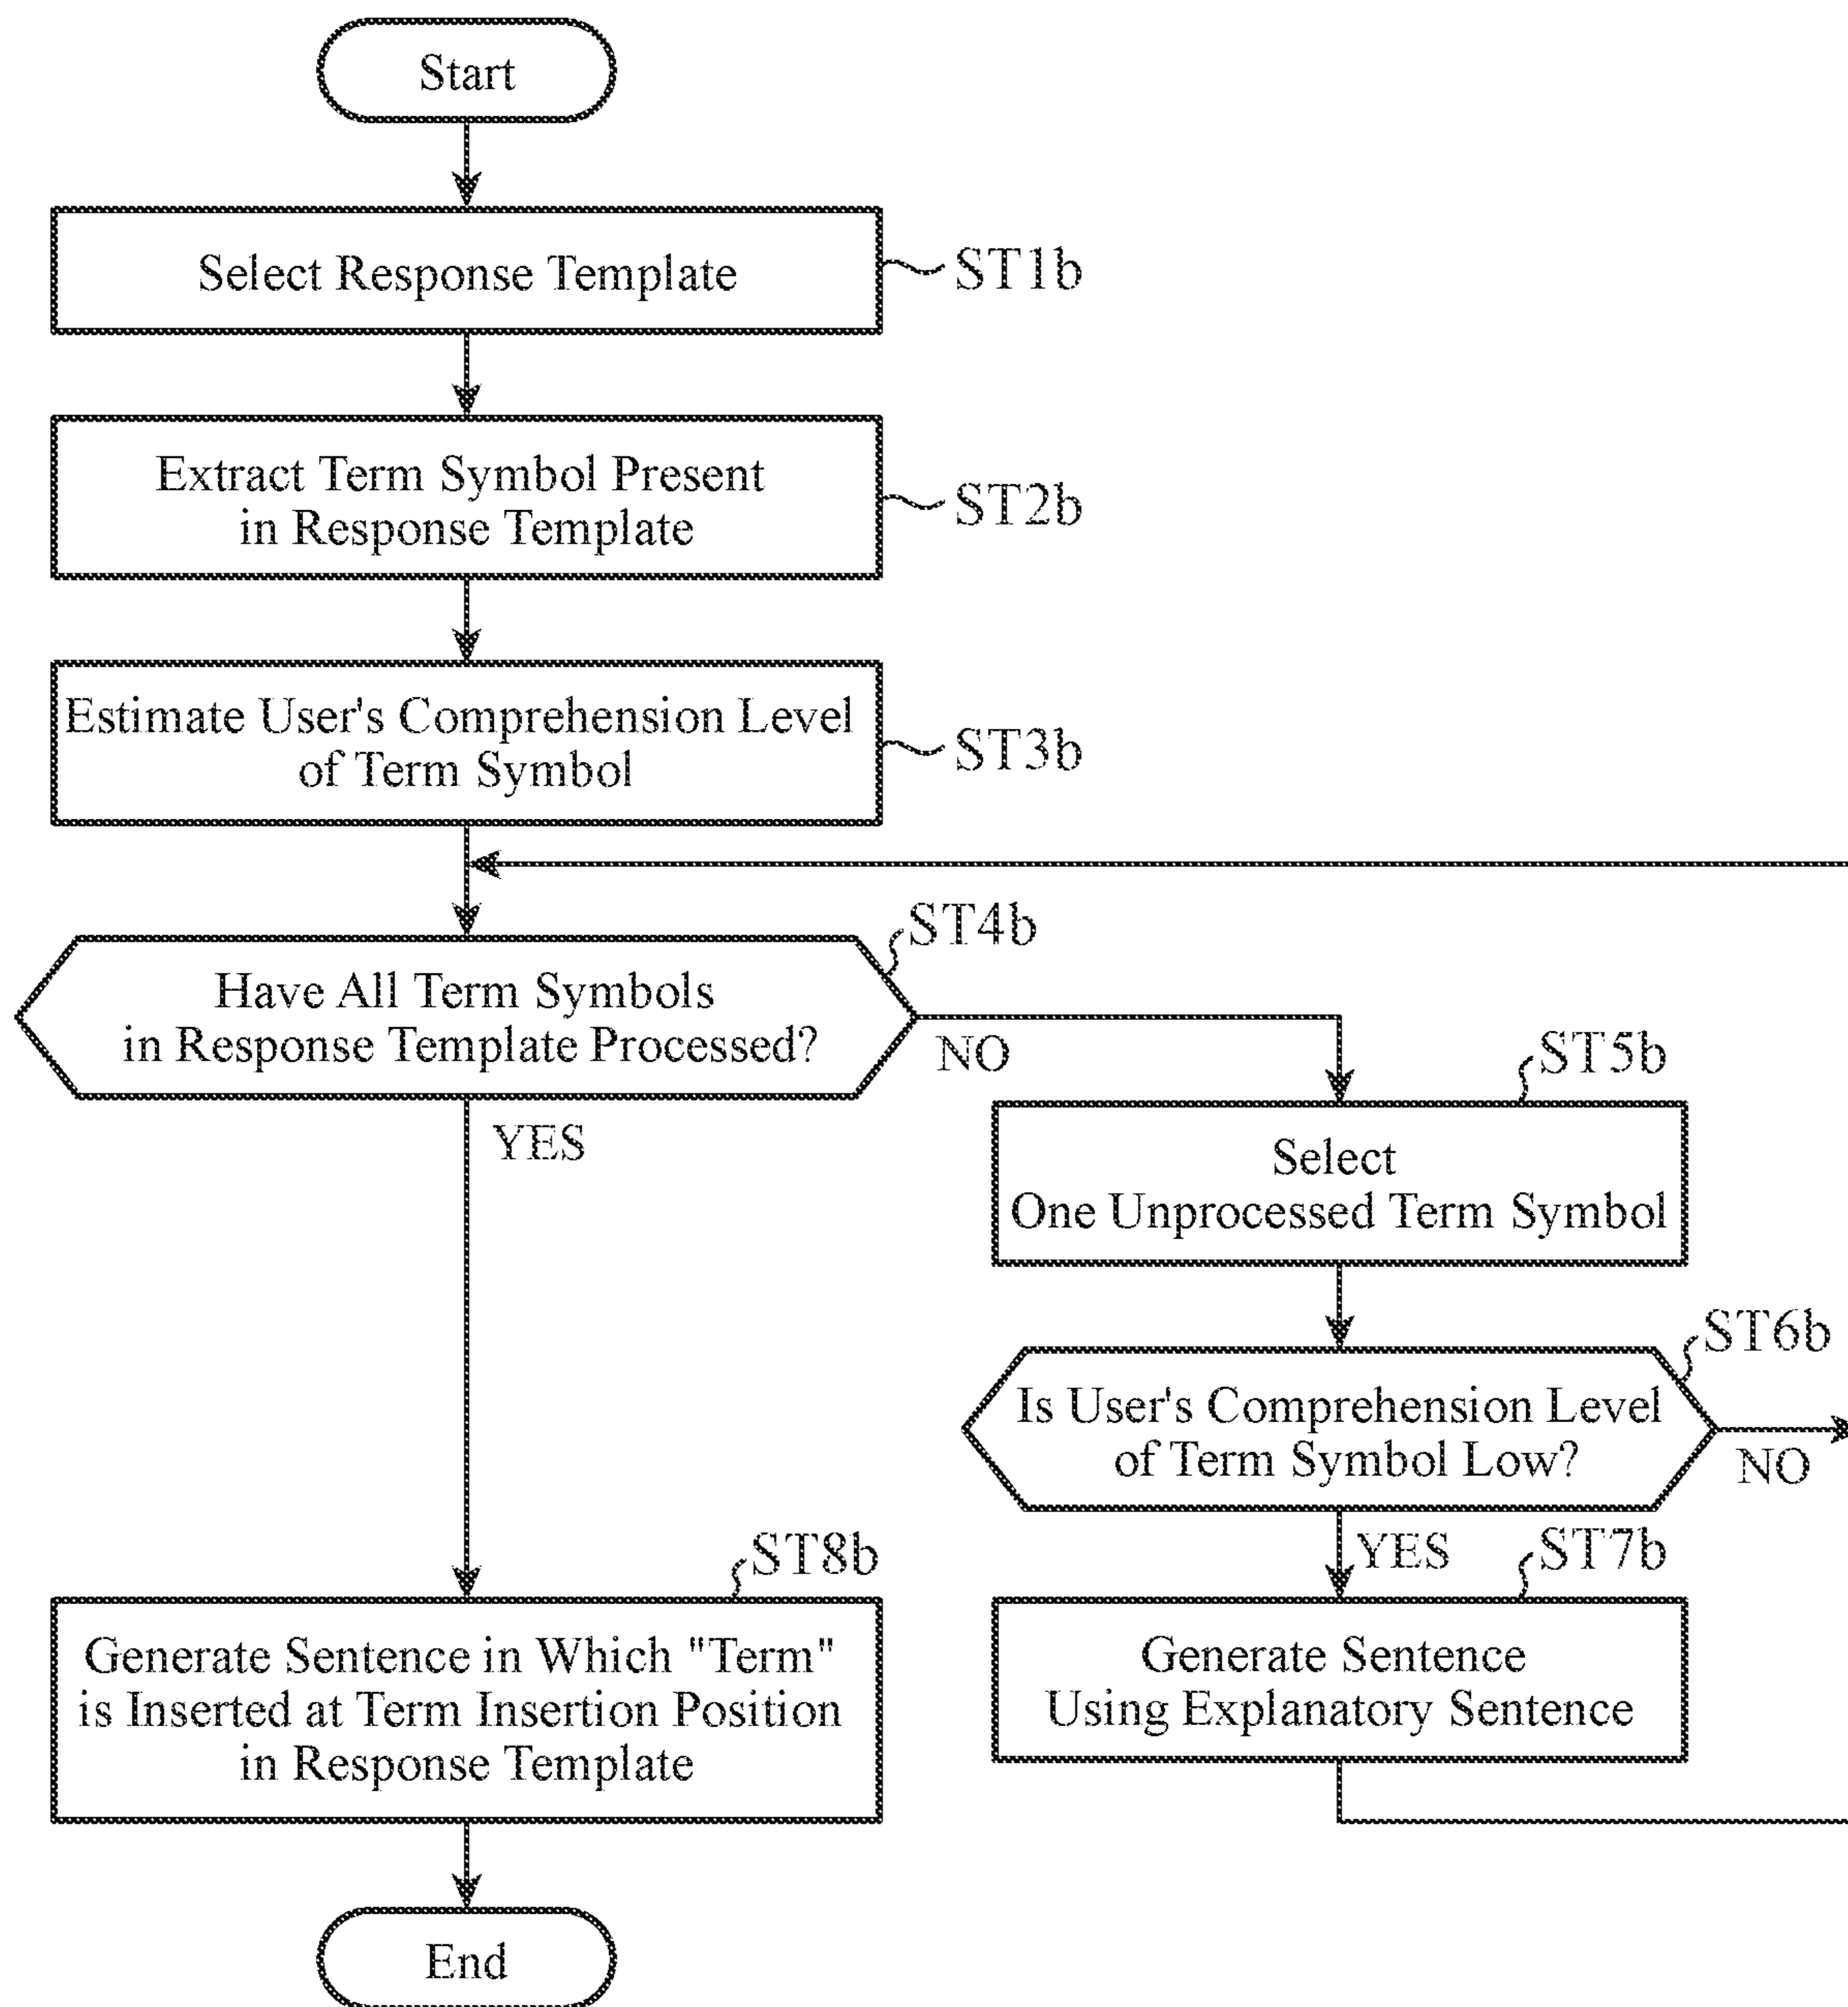 Start
Select Response Template
ST1b
Extract Term Symbol Present
in Response Template
ST2b
Estimate User's Comprehension Level
of Term Symbol
ST3b
ST4b
Have All Term Symbols
in Response Template Processed?
NO
YES
ST5b
Select
One Unprocessed Term Symbol
ST6b
Is User's Comprehension Level
of Term Symbol Low?
NO
YES
ST7b
Generate Sentence
Using Explanatory Sentence
ST8b
Generate Sentence in Which "Term"
is Inserted at Term Insertion Position
in Response Template
End